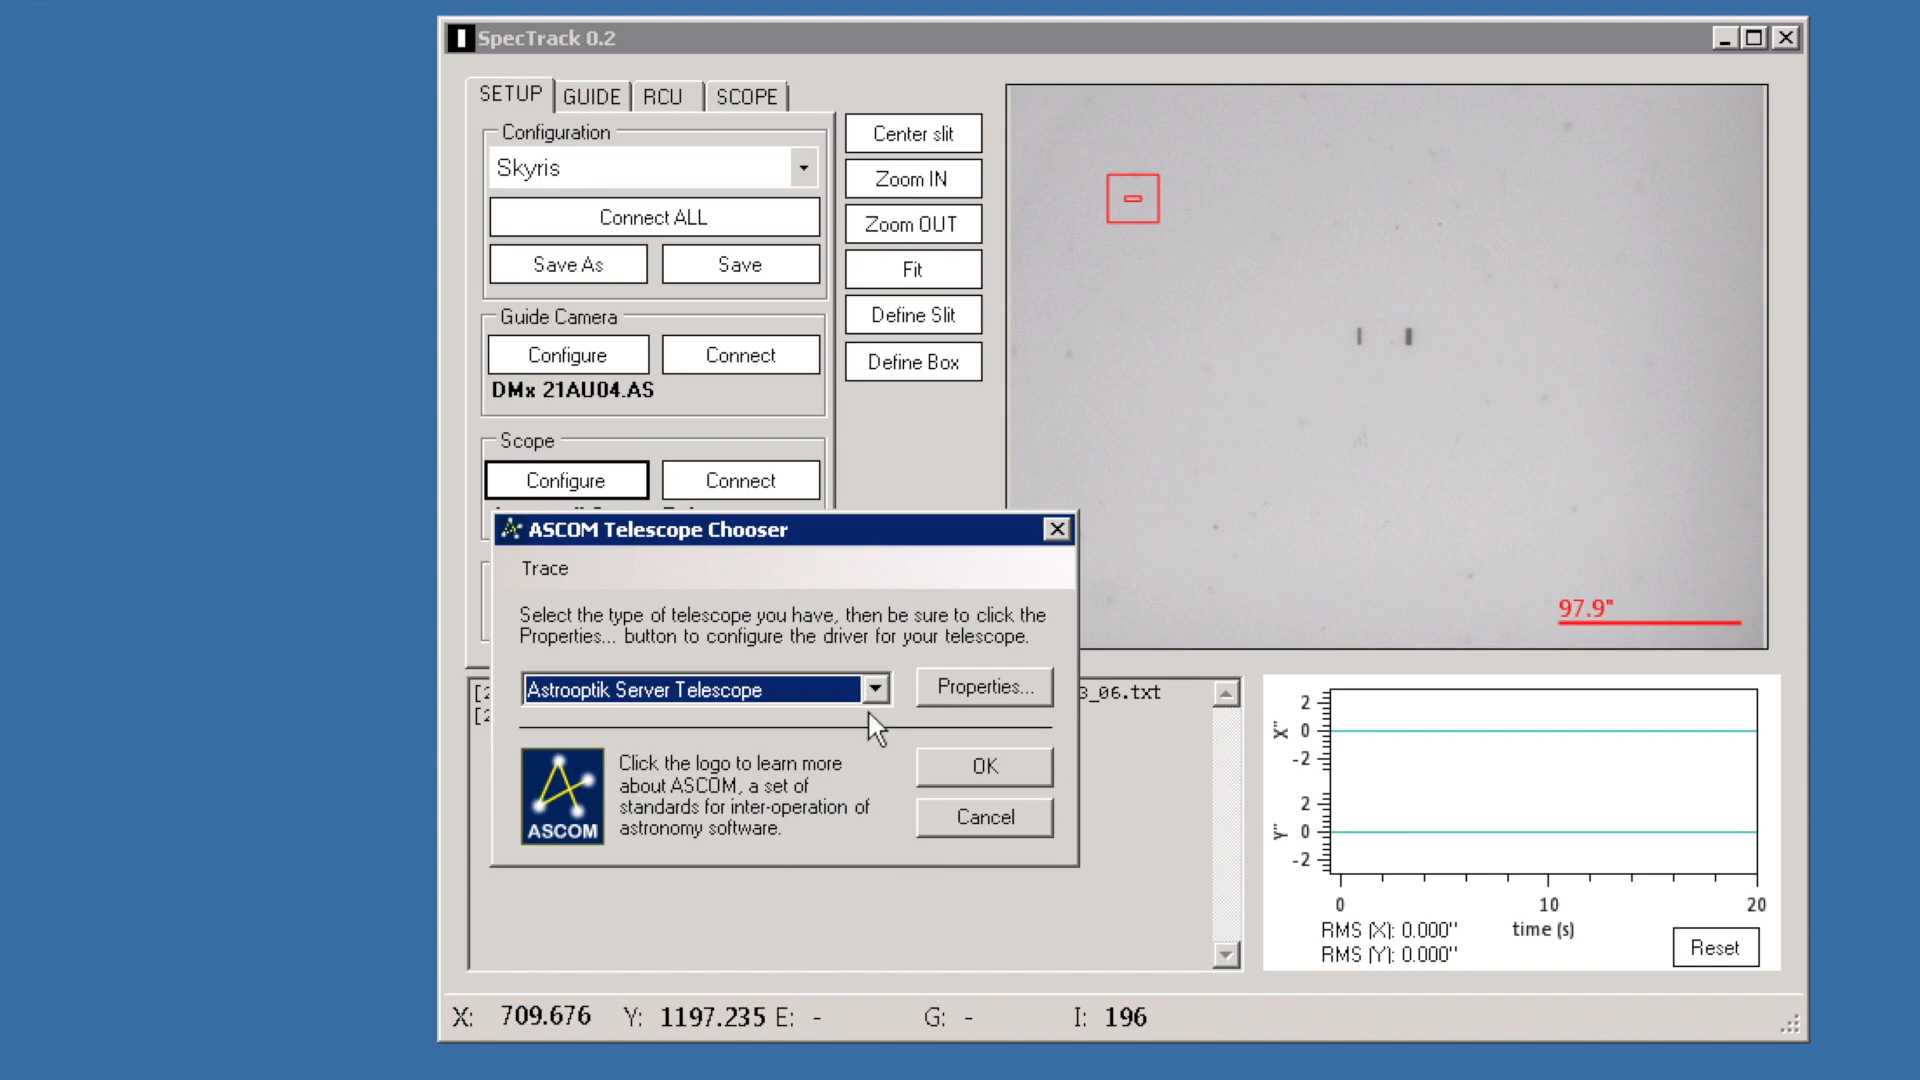 SpecTrack 0.2
SETUP
GUIDE
RCU
SCOPE
Configuration
Skyris
Connect ALL
Save As
Save
Guide Camera
Configure
Connect
DMx 21AU04.AS
Scope
Configure
Connect
Center slit
Zoom IN
Zoom OUT
Fit
Define Slit
Define Box
97.9"
ASCOM Telescope Chooser
Trace
Select the type of telescope you have, then be sure to click the
Properties... button to configure the driver for your telescope.
Astrooptik Server Telescope
Properties...
ASCOM
Click the logo to learn more
about ASCOM, a set of
standards for inter-operation of
astronomy software.
OK
Cancel
[2
[2
3_06.txt
X"
2
0
-2
Y"
2
0
-2
0
10
20
time (s)
RMS (X): 0.000"
RMS (Y): 0.000"
Reset
X: 709.676 Y: 1197.235 E: - G: - I: 196